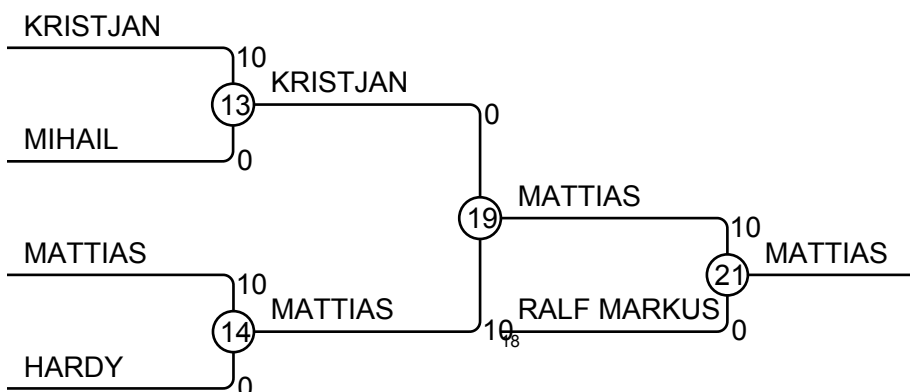 KRISTJAN
10
KRISTJAN
13
0
MIHAIL
0
MATTIAS
19
MATTIAS
10
MATTIAS
10
21
MATTIAS
RALF MARKUS
14
10
18
0
HARDY
0